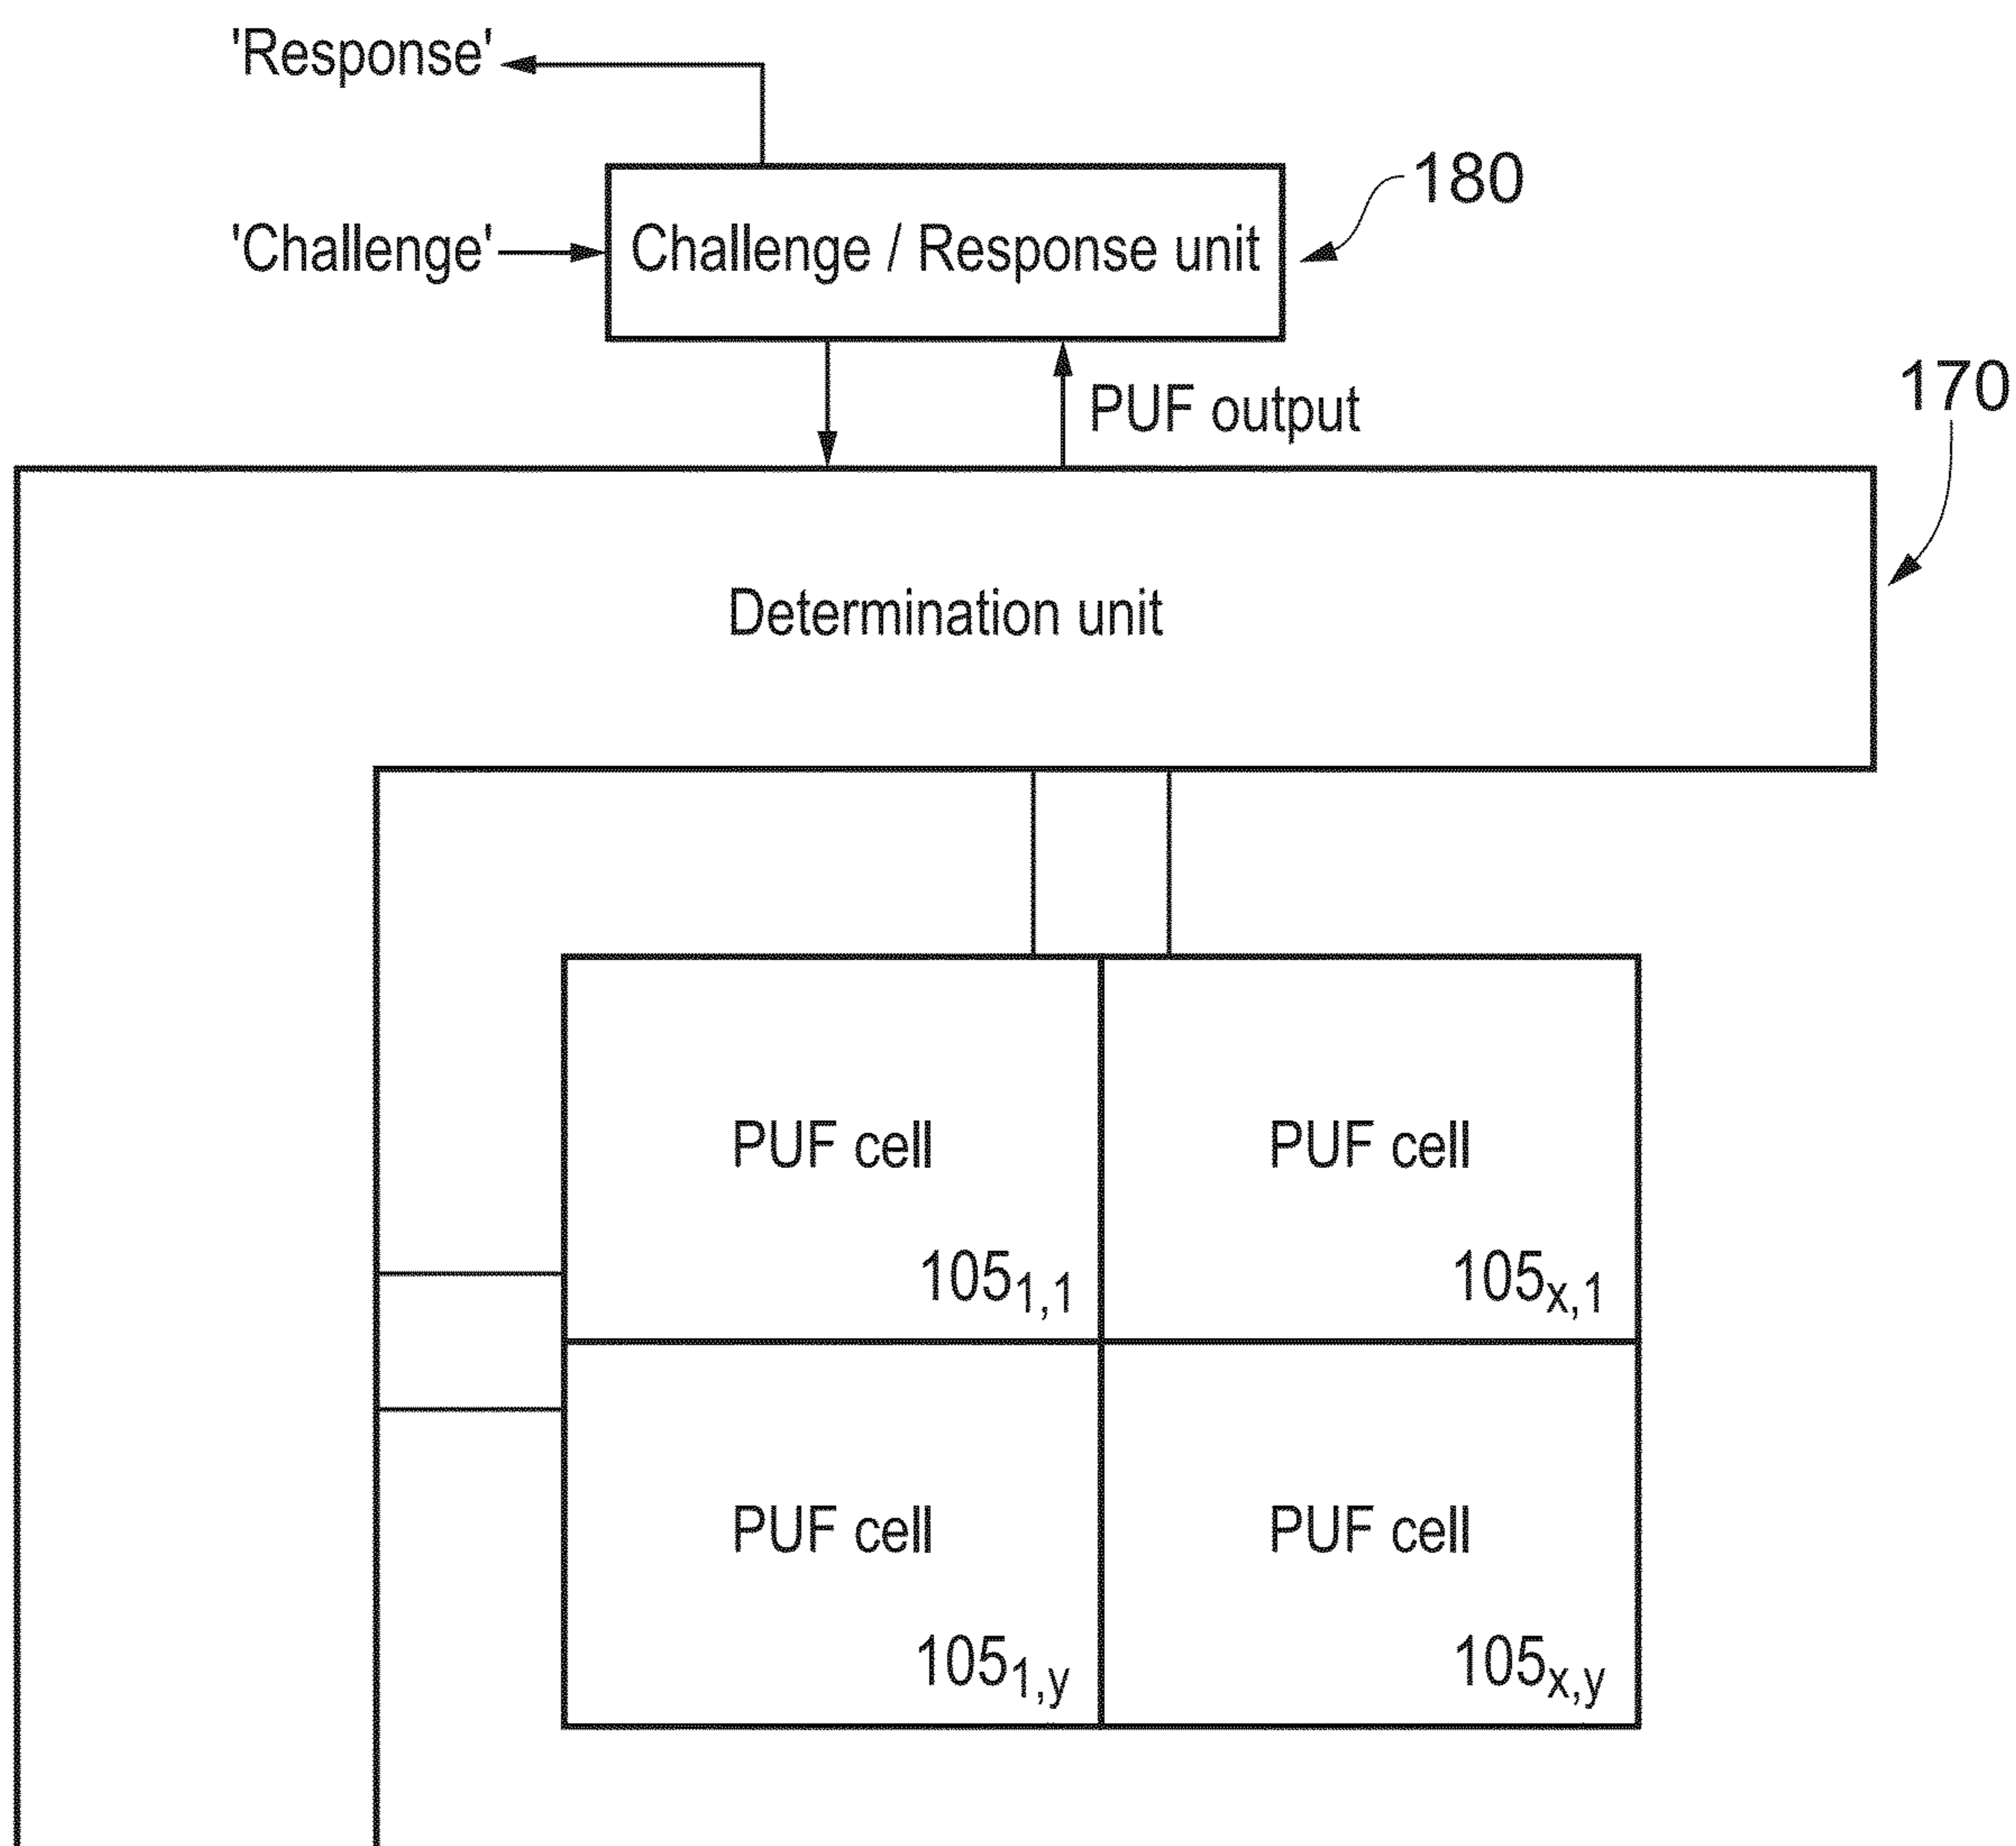 'Response'
180
'Challenge'
Challenge / Response unit
PUF output
170
Determination unit
PUF cell
105₁,₁
PUF cell
105ₓ,₁
PUF cell
105₁,y
PUF cell
105ₓ,y